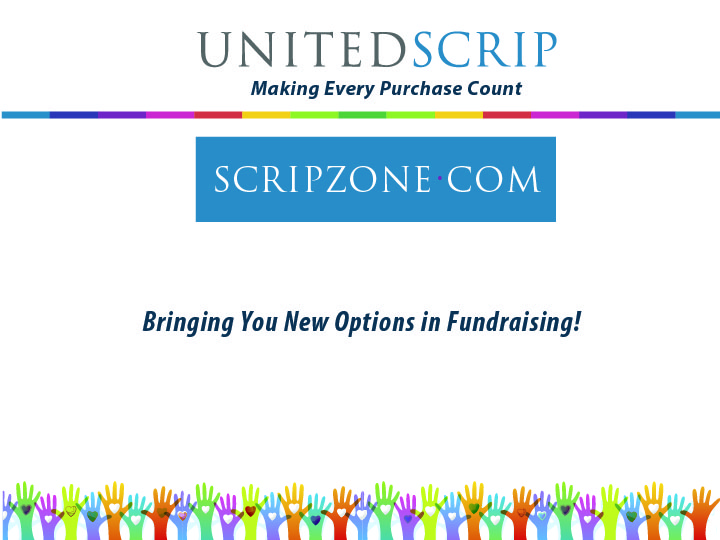 UNITEDSCRIP
Making Every Purchase Count
SCRIPZONE·COM
Bringing You New Options in Fundraising!